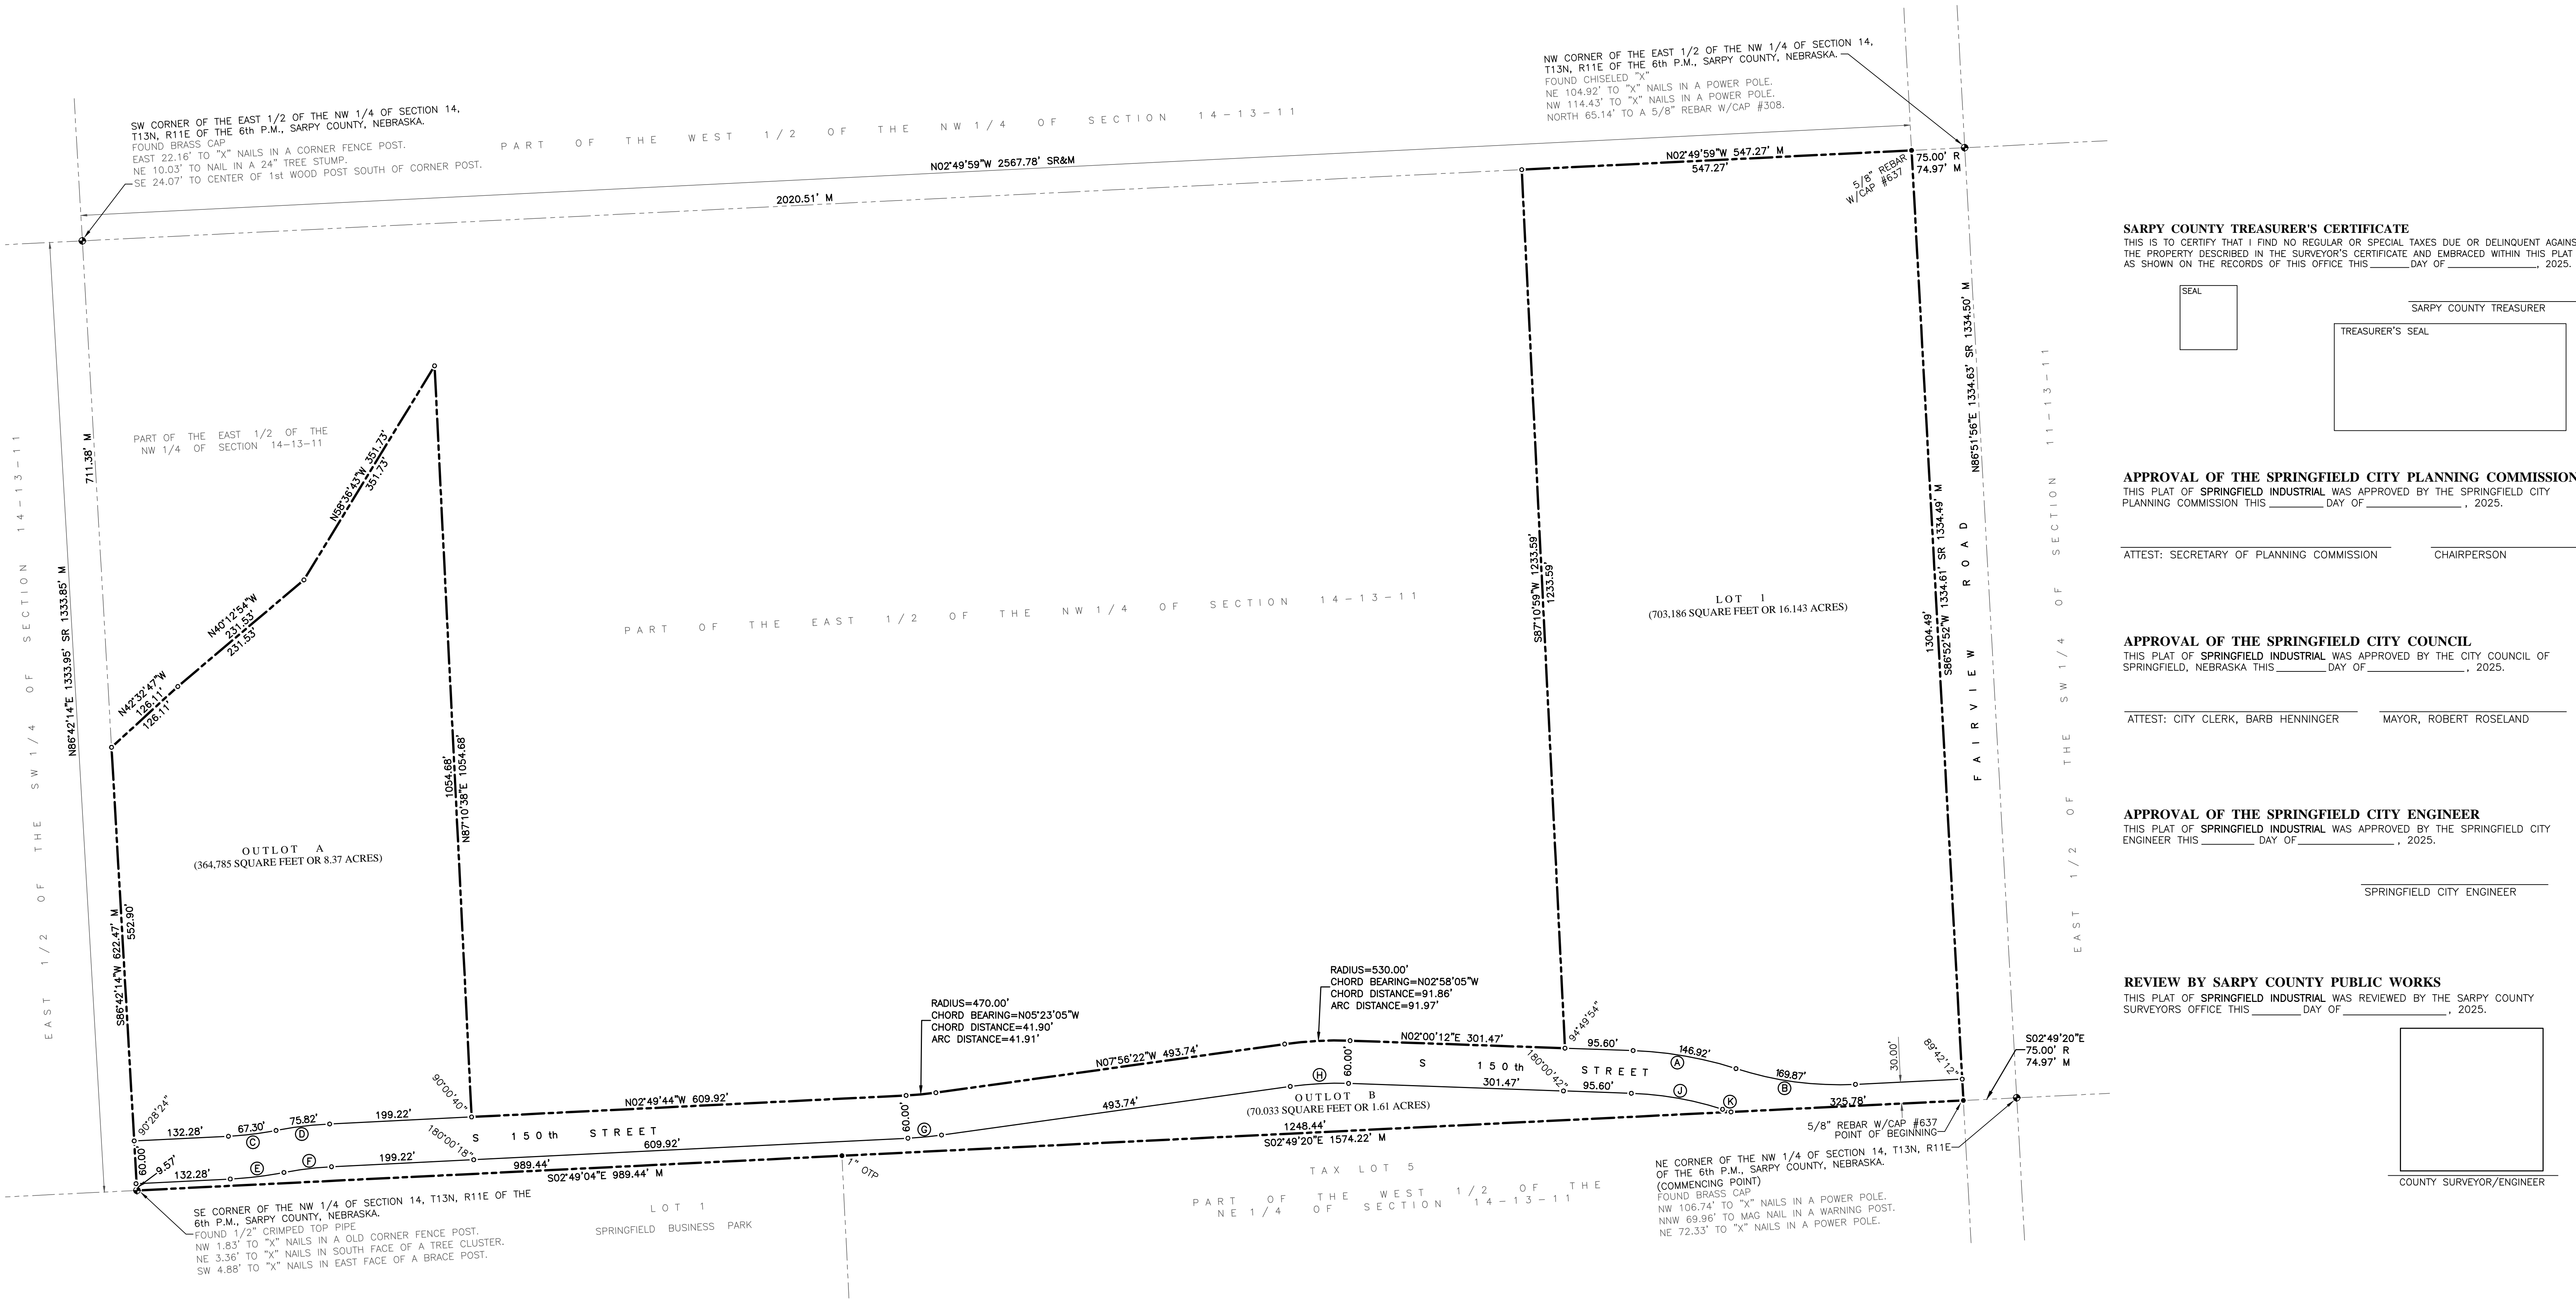 SW CORNER OF THE EAST 1/2 OF THE NW 1/4 OF SECTION 14,
T13N, R11E OF THE 6th P.M., SARPY COUNTY, NEBRASKA.
FOUND BRASS CAP
EAST 22.16' TO "X" NAILS IN A CORNER FENCE POST.
NE 10.03' TO NAIL IN A 24" TREE STUMP.
SE 24.07' TO CENTER OF 1st WOOD POST SOUTH OF CORNER POST.
PART OF THE WEST 1/2 OF THE NW 1/4 OF SECTION 14-13-11
N02°49'59"W 2567.78' SR&M
2020.51' M
NW CORNER OF THE EAST 1/2 OF THE NW 1/4 OF SECTION 14,
T13N, R11E OF THE 6th P.M., SARPY COUNTY, NEBRASKA.
FOUND CHISELED "X"
NE 104.92' TO "X" NAILS IN A POWER POLE.
NW 114.43' TO "X" NAILS IN A POWER POLE.
NORTH 65.14' TO A 5/8" REBAR W/CAP #308.
N02°49'59"W 547.27' M
547.27'
75.00' R
74.97' M
5/8" REBAR
W/CAP #637
EAST 1/2 OF THE SW 1/4 OF SECTION 14-13-11
N86°42'14"E 1333.95' SR 1333.85' M
711.38' M
PART OF THE EAST 1/2 OF THE
NW 1/4 OF SECTION 14-13-11
N58°36'43"W 351.73'
351.73'
N40°12'54"W
231.53'
231.53'
N42°32'47"W
126.11'
126.11'
1054.68'
N87°10'38"E 1054.68'
OUTLOT A
(364,785 SQUARE FEET OR 8.37 ACRES)
S86°42'14"W 622.47' M
552.90'
PART OF THE EAST 1/2 OF THE NW 1/4 OF SECTION 14-13-11
S87°10'59"W 1233.59'
1233.59'
LOT 1
(703,186 SQUARE FEET OR 16.143 ACRES)
1304.49'
S86°52'52"W 1334.61' SR 1334.49' M
N86°51'56"E 1334.63' SR 1334.50' M
FAIRVIEW ROAD
EAST 1/2 OF THE SW 1/4 OF SECTION 11-13-11
RADIUS=470.00'
CHORD BEARING=N05°23'05"W
CHORD DISTANCE=41.90'
ARC DISTANCE=41.91'
RADIUS=530.00'
CHORD BEARING=N02°58'05"W
CHORD DISTANCE=91.86'
ARC DISTANCE=91.97'
90°28'24"
132.28'
67.30'
C
75.82'
D
199.22'
90°00'40"
N02°49'44"W 609.92'
60.00'
N07°56'22"W 493.74'
60.00'
N02°00'12"E 301.47'
94°49'54"
95.60'
146.92'
A
169.87'
B
30.00'
89°42'12"
60.00'
9.57'
132.28'
E
F
199.22'
180°00'18"
S 150th STREET
609.92'
G
493.74'
H
S 150th STREET
301.47'
180°00'42"
95.60'
J
K
325.78'
OUTLOT B
(70,033 SQUARE FEET OR 1.61 ACRES)
989.44'
S02°49'04"E 989.44' M
1" OTP
1248.44'
S02°49'20"E 1574.22' M
5/8" REBAR W/CAP #637
POINT OF BEGINNING
S02°49'20"E
75.00' R
74.97' M
SE CORNER OF THE NW 1/4 OF SECTION 14, T13N, R11E OF THE
6th P.M., SARPY COUNTY, NEBRASKA.
FOUND 1/2" CRIMPED TOP PIPE
NW 1.83' TO "X" NAILS IN A OLD CORNER FENCE POST.
NE 3.36' TO "X" NAILS IN SOUTH FACE OF A TREE CLUSTER.
SW 4.88' TO "X" NAILS IN EAST FACE OF A BRACE POST.
LOT 1
SPRINGFIELD BUSINESS PARK
TAX LOT 5
PART OF THE WEST 1/2 OF THE
NE 1/4 OF SECTION 14-13-11
NE CORNER OF THE NW 1/4 OF SECTION 14, T13N, R11E
OF THE 6th P.M., SARPY COUNTY, NEBRASKA.
(COMMENCING POINT)
FOUND BRASS CAP
NW 106.74' TO "X" NAILS IN A POWER POLE.
NNW 69.96' TO MAG NAIL IN A WARNING POST.
NE 72.33' TO "X" NAILS IN A POWER POLE.
SARPY COUNTY TREASURER'S CERTIFICATE
THIS IS TO CERTIFY THAT I FIND NO REGULAR OR SPECIAL TAXES DUE OR DELINQUENT AGAINS
THE PROPERTY DESCRIBED IN THE SURVEYOR'S CERTIFICATE AND EMBRACED WITHIN THIS PLAT
AS SHOWN ON THE RECORDS OF THIS OFFICE THIS ______ DAY OF ______________, 2025.
SEAL
SARPY COUNTY TREASURER
TREASURER'S SEAL
APPROVAL OF THE SPRINGFIELD CITY PLANNING COMMISSION
THIS PLAT OF SPRINGFIELD INDUSTRIAL WAS APPROVED BY THE SPRINGFIELD CITY
PLANNING COMMISSION THIS ________ DAY OF ______________, 2025.
ATTEST: SECRETARY OF PLANNING COMMISSION CHAIRPERSON
APPROVAL OF THE SPRINGFIELD CITY COUNCIL
THIS PLAT OF SPRINGFIELD INDUSTRIAL WAS APPROVED BY THE CITY COUNCIL OF
SPRINGFIELD, NEBRASKA THIS ________ DAY OF ______________, 2025.
ATTEST: CITY CLERK, BARB HENNINGER MAYOR, ROBERT ROSELAND
APPROVAL OF THE SPRINGFIELD CITY ENGINEER
THIS PLAT OF SPRINGFIELD INDUSTRIAL WAS APPROVED BY THE SPRINGFIELD CITY
ENGINEER THIS ________ DAY OF ______________, 2025.
SPRINGFIELD CITY ENGINEER
REVIEW BY SARPY COUNTY PUBLIC WORKS
THIS PLAT OF SPRINGFIELD INDUSTRIAL WAS REVIEWED BY THE SARPY COUNTY
SURVEYORS OFFICE THIS ________ DAY OF ______________, 2025.
COUNTY SURVEYOR/ENGINEER